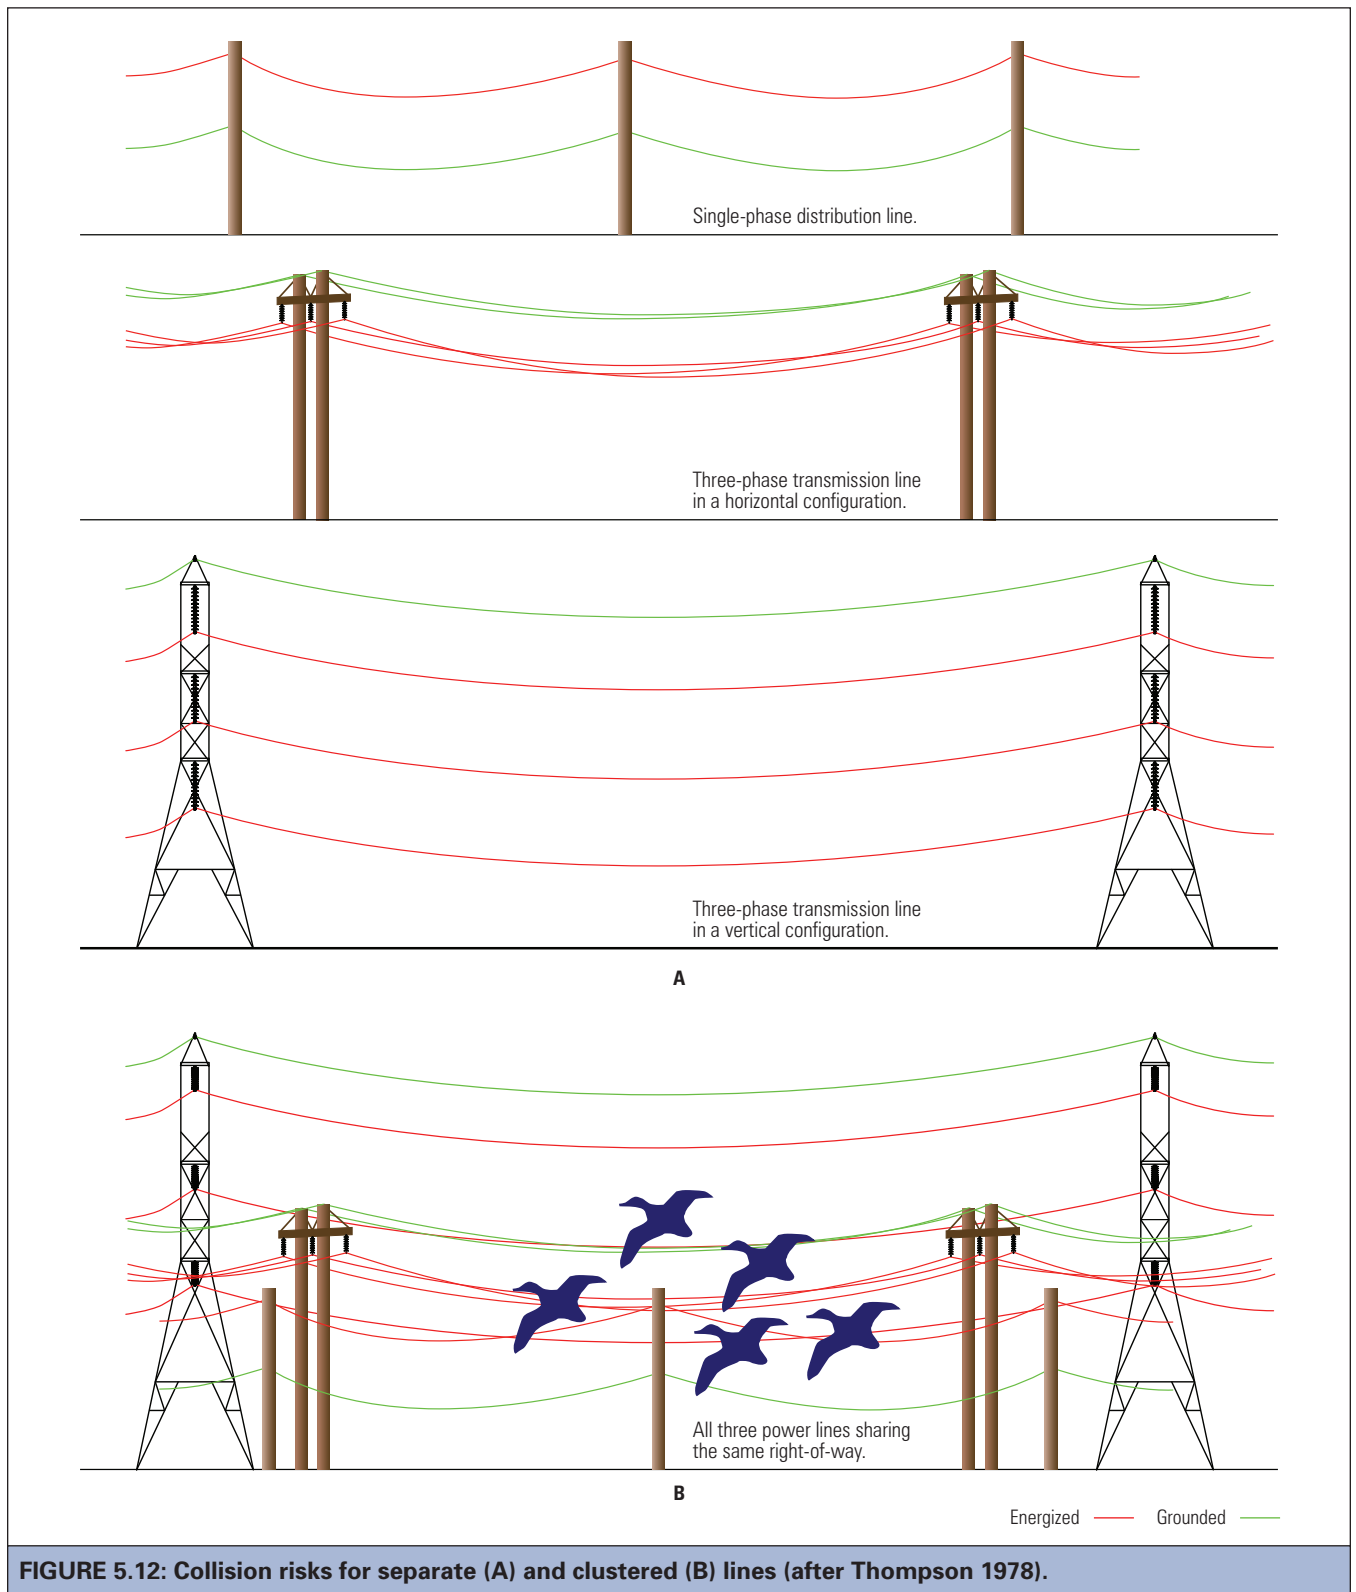 Single-phase distribution line.
Three-phase transmission line
in a horizontal configuration.
Three-phase transmission line
in a vertical configuration.
A
All three power lines sharing
the same right-of-way.
B
Energized Grounded
FIGURE 5.12: Collision risks for separate (A) and clustered (B) lines (after Thompson 1978).